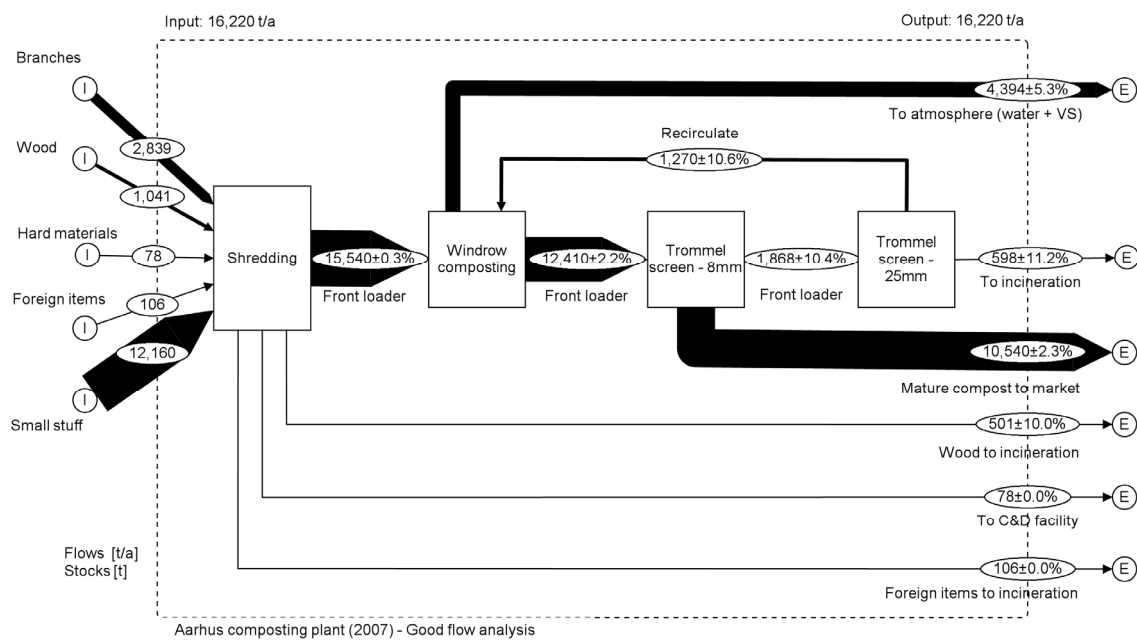 Input: 16,220 t/a
Output: 16,220 t/a
Branches
I
2,839
4,394±5.3%
E
To atmosphere (water + VS)
Wood
I
1,041
Recirculate
1,270±10.6%
Hard materials
I
78
Shredding
15,540±0.3%
Front loader
Windrow
composting
12,410±2.2%
Front loader
Trommel
screen - 8mm
1,868±10.4%
Front loader
Trommel
screen -
25mm
598±11.2%
E
To incineration
Foreign items
I
106
12,160
I
Small stuff
10,540±2.3%
E
Mature compost to market
501±10.0%
E
Wood to incineration
78±0.0%
E
To C&D facility
106±0.0%
E
Foreign items to incineration
Flows [t/a]
Stocks [t]
Aarhus composting plant (2007) - Good flow analysis